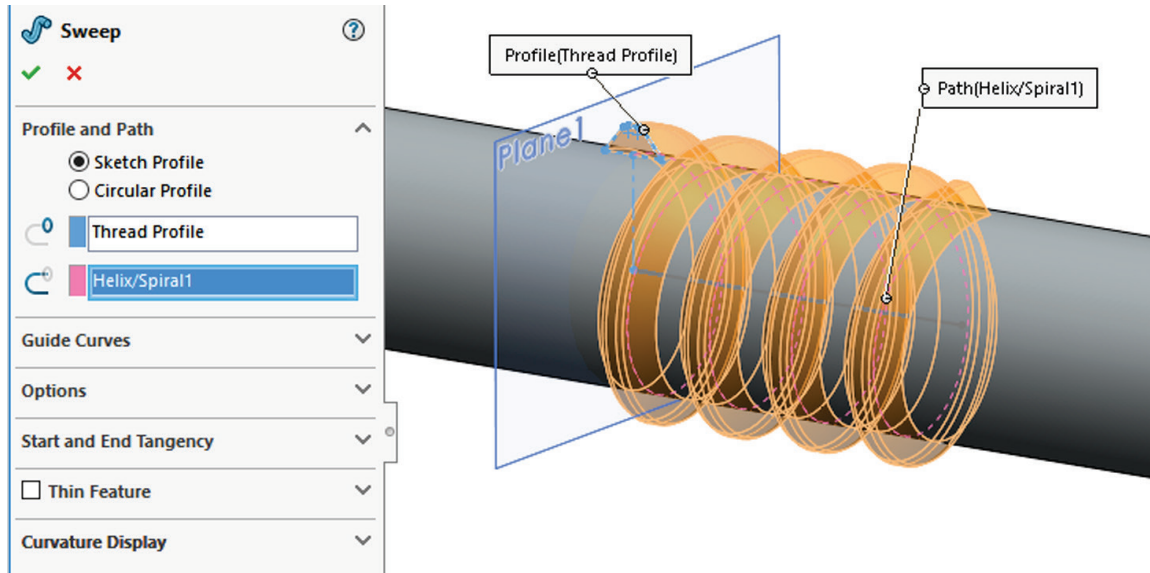 Sweep
Profile and Path
Sketch Profile
Circular Profile
Thread Profile
Helix/Spiral1
Guide Curves
Options
Start and End Tangency
Thin Feature
Curvature Display
Profile(Thread Profile)
Path(Helix/Spiral1)
Plane1